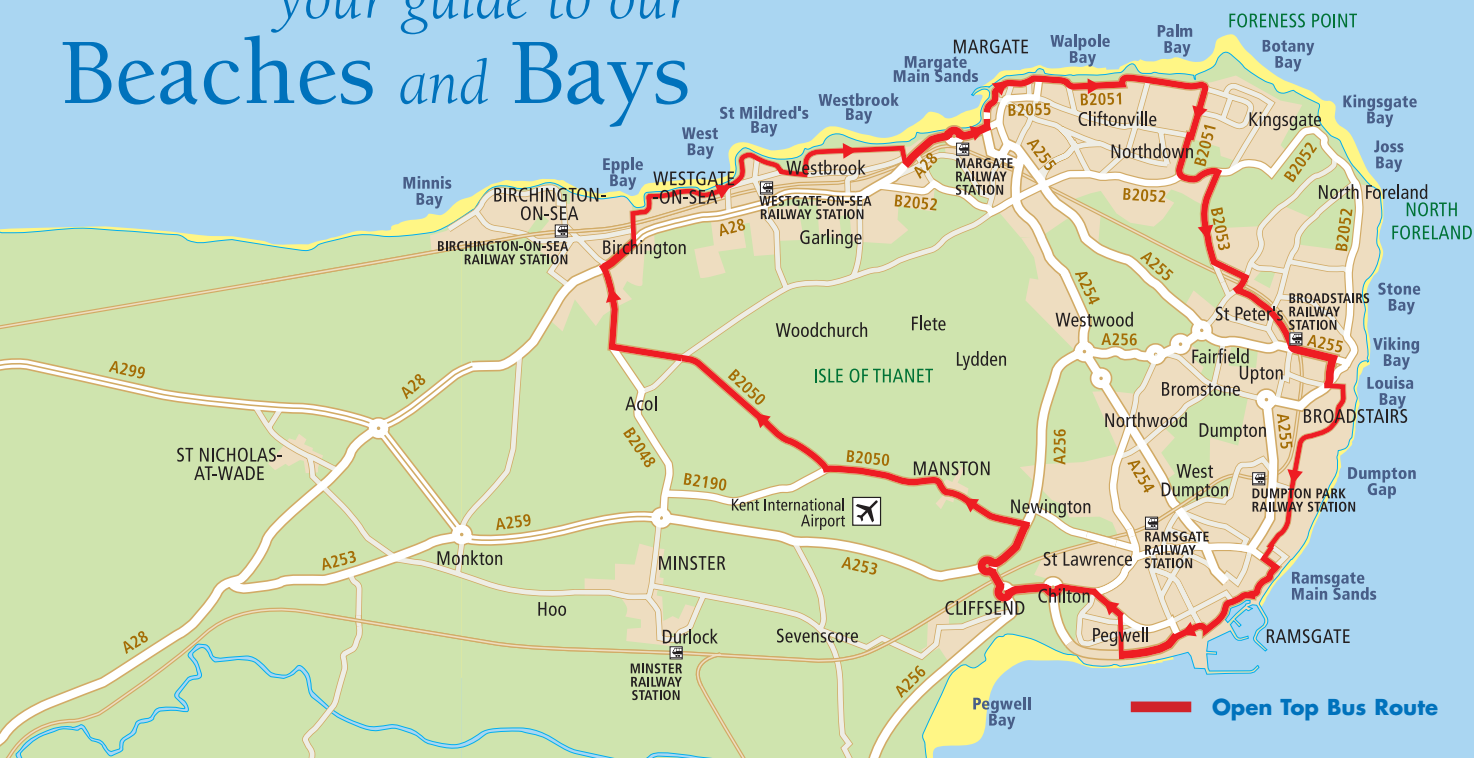 your guide to our
Beaches and Bays
FORENESS POINT
MARGATE
Walpole
Bay
Palm
Bay
Botany
Bay
Margate
Main Sands
Westbrook
Bay
St Mildred's
Bay
West
Bay
Epple
Bay
Minnis
Bay
Kingsgate
Bay
Joss
Bay
B2055
B2051
Cliftonville
Kingsgate
Northdown
B2051
B2052
A255
A28
MARGATE
RAILWAY
STATION
Westbrook
WESTGATE
-ON-SEA
WESTGATE-ON-SEA
RAILWAY STATION
BIRCHINGTON-
ON-SEA
BIRCHINGTON-ON-SEA
RAILWAY STATION
Birchington
A28
Garlinge
B2052
B2052
North Foreland
NORTH
FORELAND
B2052
B2053
A255
A254
Stone
Bay
BROADSTAIRS
RAILWAY
STATION
St Peter's
A255
Viking
Bay
Louisa
Bay
BROADSTAIRS
Westwood
A256
Fairfield
Upton
Bromstone
Woodchurch
Flete
Lydden
ISLE OF THANET
A299
A28
B2050
Acol
B2048
B2190
B2050
MANSTON
Kent International
Airport
Newington
A256
Northwood
Dumpton
A255
A254
West
Dumpton
DUMPTON PARK
RAILWAY STATION
Dumpton
Gap
RAMSGATE
RAILWAY
STATION
St Lawrence
ST NICHOLAS-
AT-WADE
A259
A253
Monkton
MINSTER
A253
CLIFFSEND
Chilton
Ramsgate
Main Sands
Hoo
Durlock
Sevenscore
Pegwell
RAMSGATE
A28
MINSTER
RAILWAY
STATION
A256
Pegwell
Bay
Open Top Bus Route